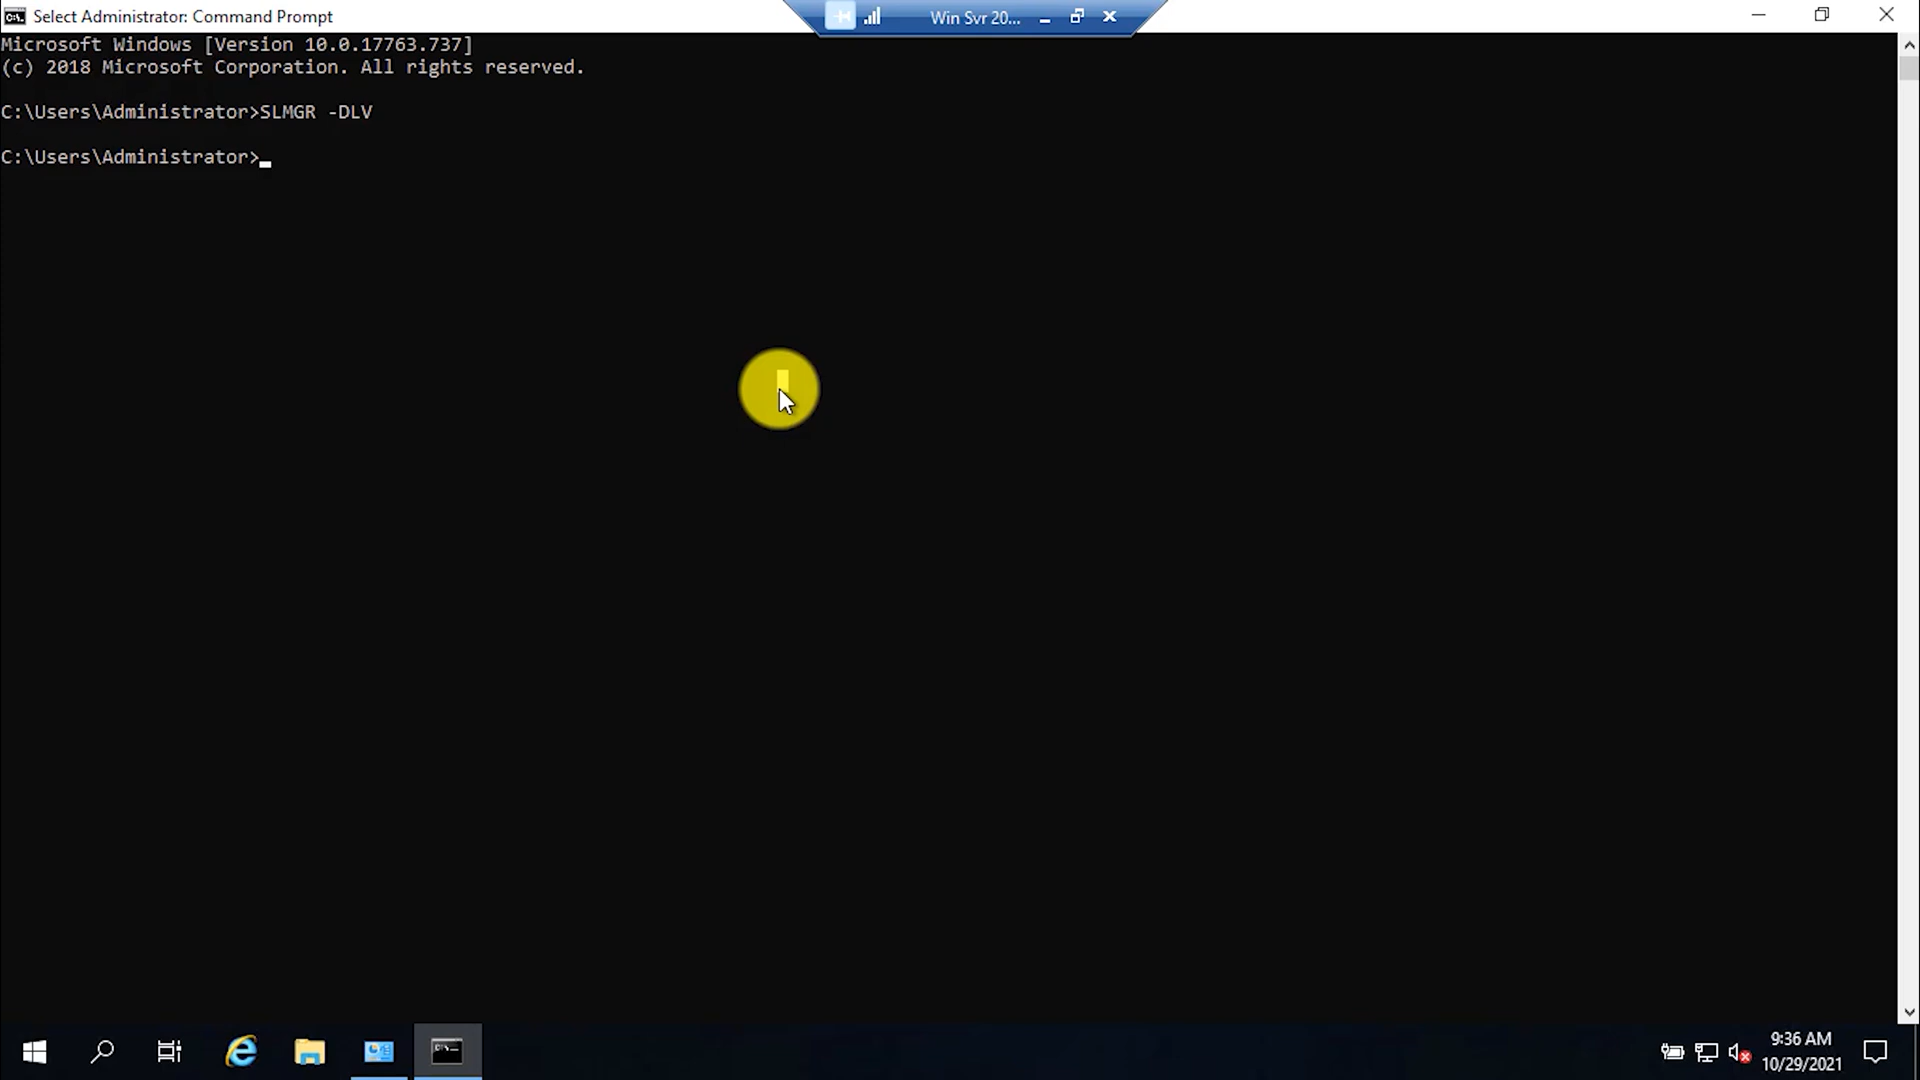 Select Administrator: Command Prompt
Win Svr 20...
Microsoft Windows [Version 10.0.17763.737]
(c) 2018 Microsoft Corporation. All rights reserved.
C:\Users\Administrator>SLMGR -DLV
C:\Users\Administrator>
9:36 AM
10/29/2021